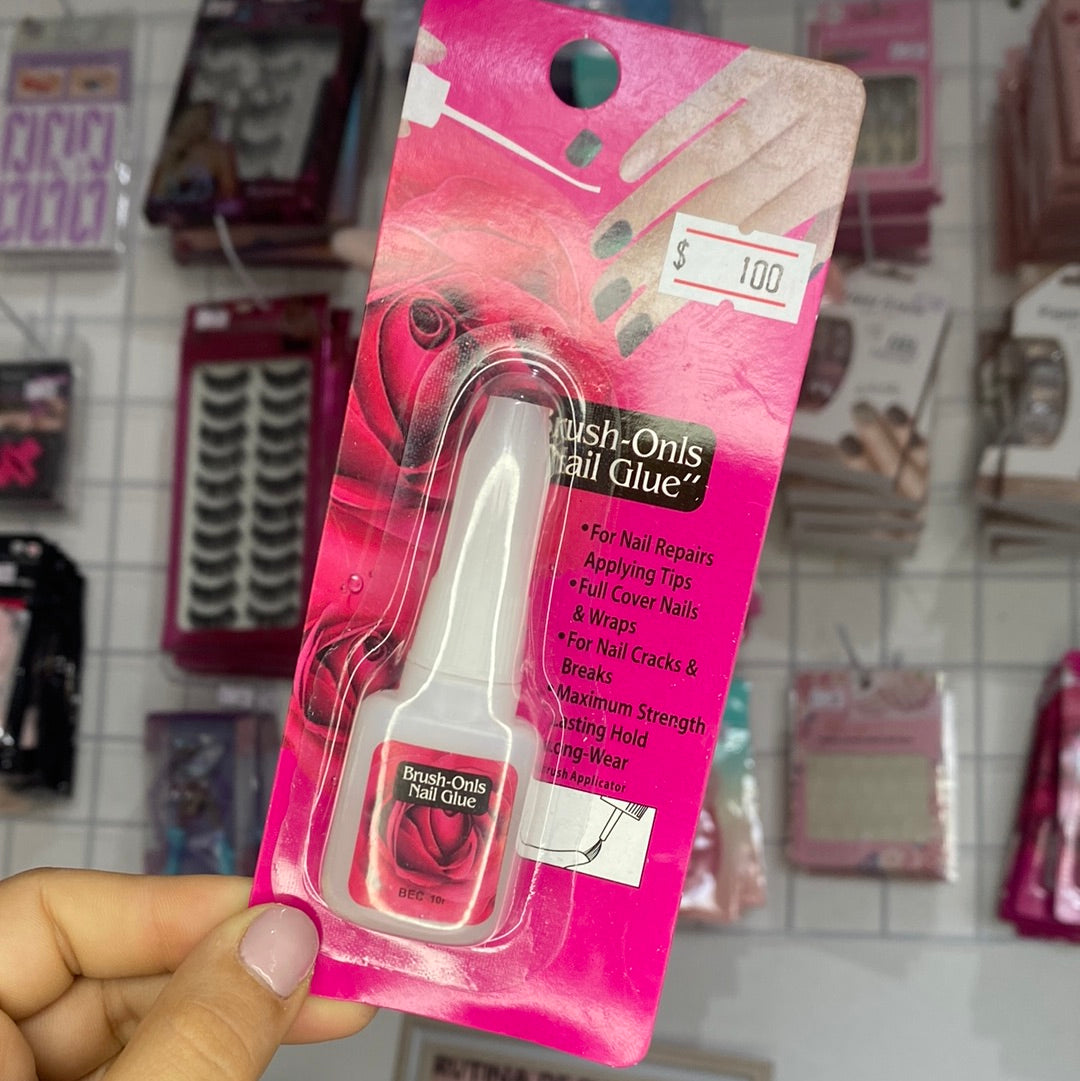 $ 100
Brush-Onls
Nail Glue"
•For Nail Repairs
Applying Tips
•Full Cover Nails
& Wraps
•For Nail Cracks &
Breaks
•Maximum Strength
Lasting Hold
Long-Wear
Brush Applicator
Brush-Onls
Nail Glue
BEC
RUTINA